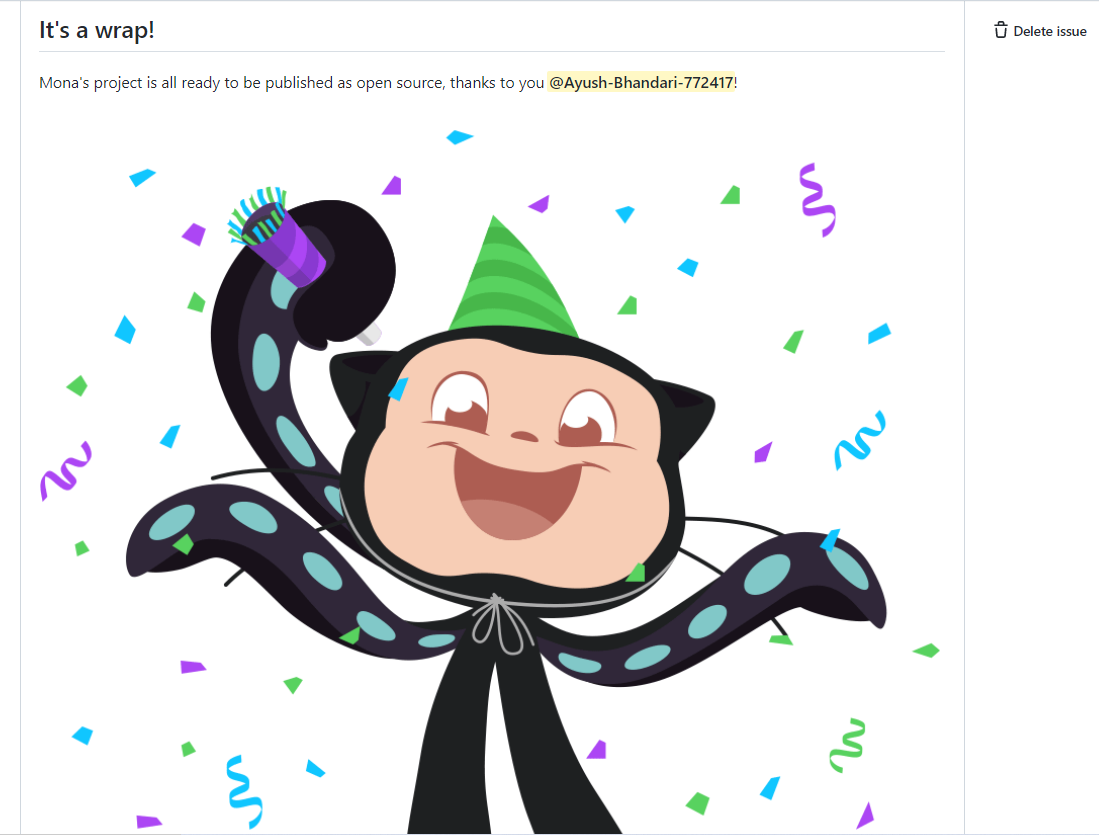 It's a wrap!
Delete issue
Mona's project is all ready to be published as open source, thanks to you @Ayush-Bhandari-772417!